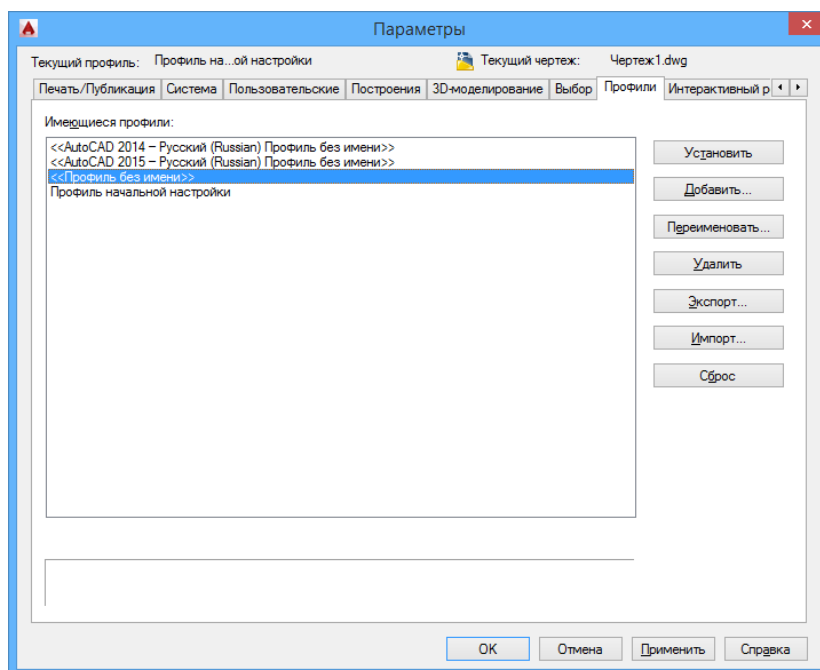 Параметры
Текущий профиль: Профиль на...ой настройки Текущий чертеж: Чертеж1.dwg
Печать/Публикация Система Пользовательские Построения 3D-моделирование Выбор Профили Интерактивный р
Имеющиеся профили:
<<AutoCAD 2014 – Русский (Russian) Профиль без имени>>
<<AutoCAD 2015 – Русский (Russian) Профиль без имени>>
<<Профиль без имени>>
Профиль начальной настройки
Установить
Добавить...
Переименовать...
Удалить
Экспорт...
Импорт...
Сброс
OK Отмена Применить Справка